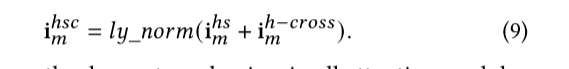 i_m^{hsc} = ly_norm(i_m^{hs} + i_m^{h-cross}). (9)